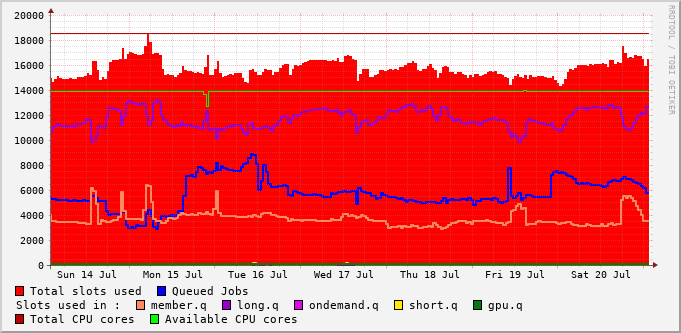 20000
18000
16000
14000
12000
10000
8000
6000
4000
2000
0
Sun 14 Jul Mon 15 Jul Tue 16 Jul Wed 17 Jul Thu 18 Jul Fri 19 Jul Sat 20 Jul
RRDTOOL / TOBI OETIKER
Total slots used Queued Jobs
Slots used in : member.q long.q ondemand.q short.q gpu.q
Total CPU cores Available CPU cores